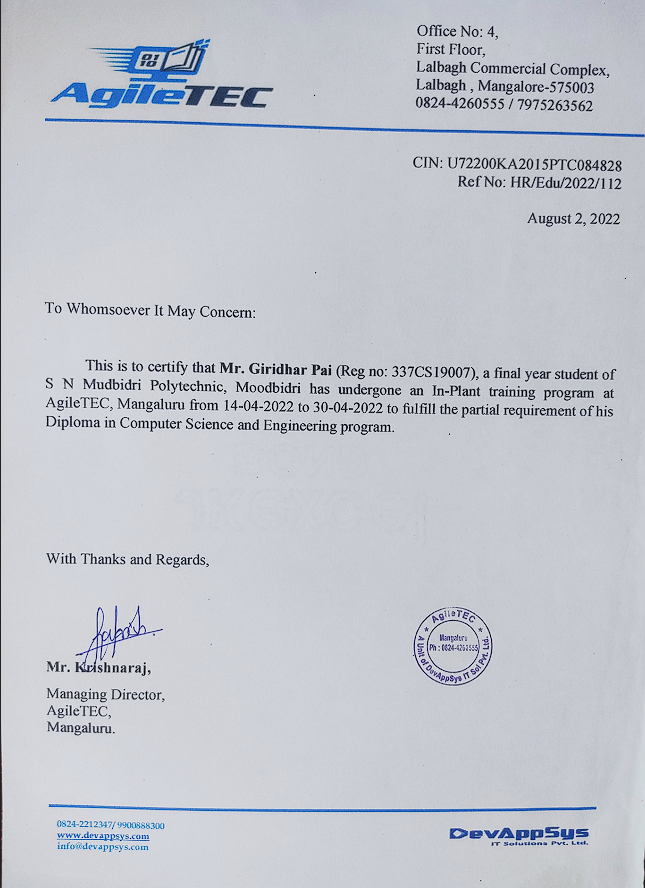 01
10
AgileTEC
Office No: 4,
First Floor,
Lalbagh Commercial Complex,
Lalbagh , Mangalore-575003
0824-4260555 / 7975263562
CIN: U72200KA2015PTC084828
Ref No: HR/Edu/2022/112
August 2, 2022
To Whomsoever It May Concern:
This is to certify that Mr. Giridhar Pai (Reg no: 337CS19007), a final year student of
S N Mudbidri Polytechnic, Moodbidri has undergone an In-Plant training program at
AgileTEC, Mangaluru from 14-04-2022 to 30-04-2022 to fulfill the partial requirement of his
Diploma in Computer Science and Engineering program.
With Thanks and Regards,
Mr. Krishnaraj,
Managing Director,
AgileTEC,
Mangaluru.
★ AgileTEC ★
Mangaluru
Ph : 0824-4260555
A Unit of DevAppSys IT Sol Pvt. Ltd.
0824-2212347/ 9900888300
www.devappsys.com
info@devappsys.com
DevAppSys
IT Solutions Pvt. Ltd.